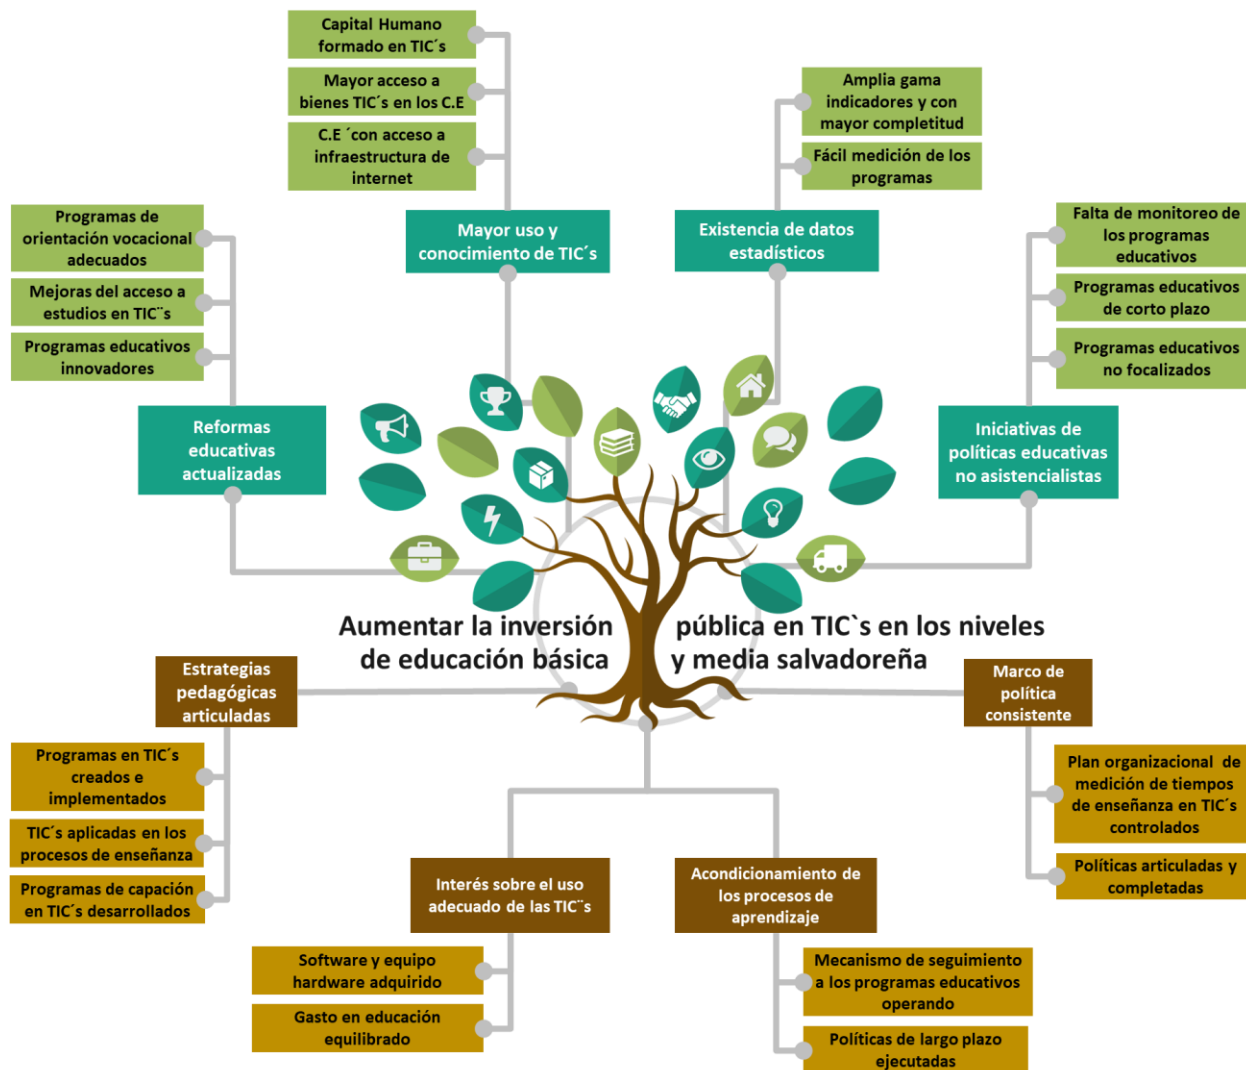 Capital Humano
formado en TIC´s
Mayor acceso a
bienes TIC´s en los C.E
C.E ´con acceso a
infraestructura de
internet
Mayor uso y
conocimiento de TIC´s
Amplia gama
indicadores y con
mayor completitud
Fácil medición de los
programas
Existencia de datos
estadísticos
Programas de
orientación vocacional
adecuados
Mejoras del acceso a
estudios en TIC¨s
Programas educativos
innovadores
Reformas
educativas
actualizadas
Falta de monitoreo de
los programas
educativos
Programas educativos
de corto plazo
Programas educativos
no focalizados
Iniciativas de
políticas educativas
no asistencialistas
Aumentar la inversión pública en TIC`s en los niveles
de educación básica y media salvadoreña
Estrategias
pedagógicas
articuladas
Programas en TIC´s
creados e
implementados
TIC´s aplicadas en los
procesos de enseñanza
Programas de capación
en TIC´s desarrollados
Interés sobre el uso
adecuado de las TIC¨s
Software y equipo
hardware adquirido
Gasto en educación
equilibrado
Acondicionamiento de
los procesos de
aprendizaje
Mecanismo de seguimiento
a los programas educativos
operando
Políticas de largo plazo
ejecutadas
Marco de
política
consistente
Plan organizacional de
medición de tiempos
de enseñanza en TIC´s
controlados
Políticas articuladas y
completadas